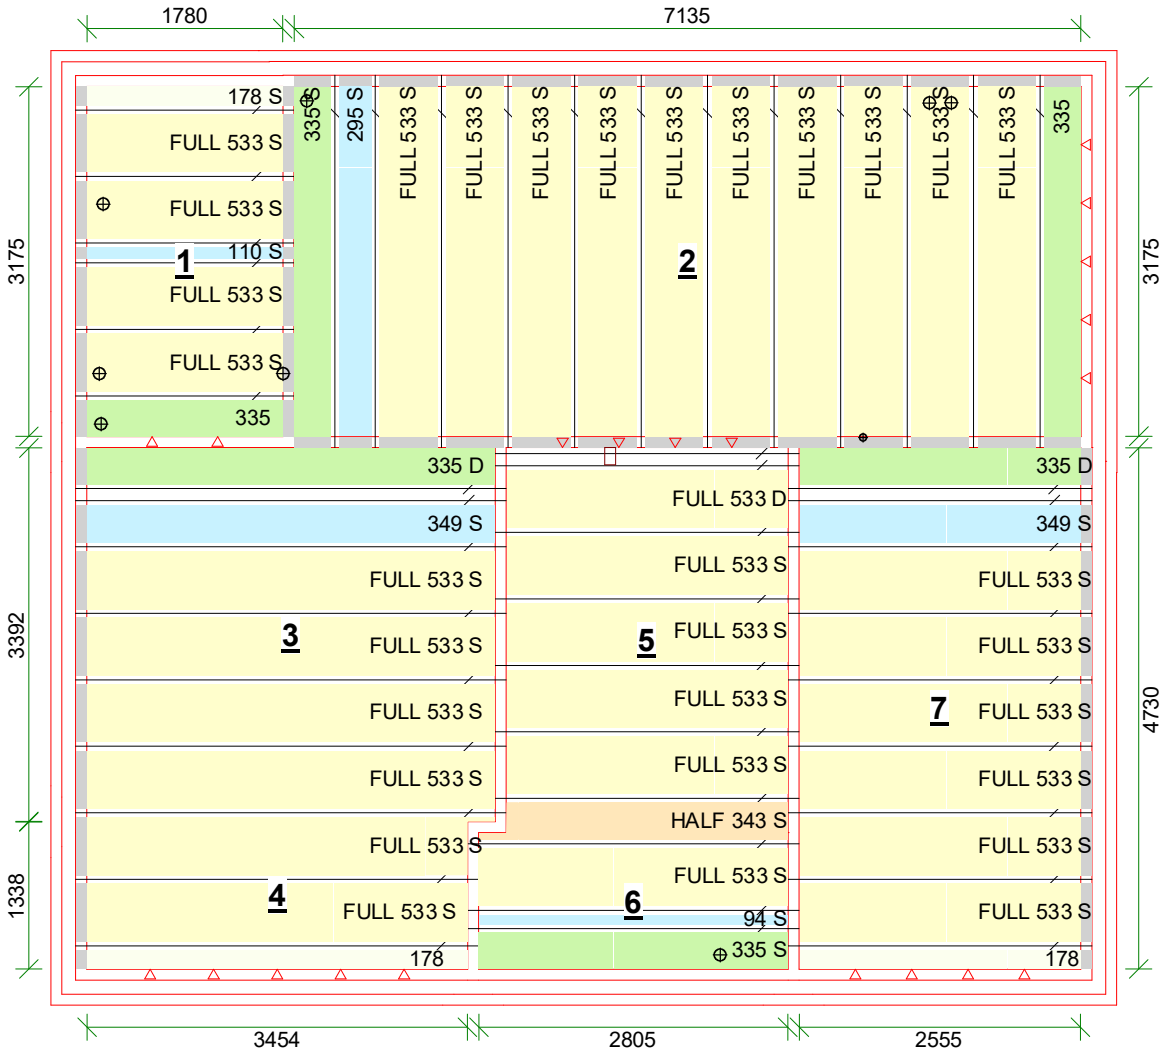 1780
7135
178 S
FULL 533 S
FULL 533 S
110 S
1
FULL 533 S
FULL 533 S
335
3175
335 S
295 S
FULL 533 S
FULL 533 S
FULL 533 S
FULL 533 S
FULL 533 S
FULL 533 S
FULL 533 S
FULL 533 S
FULL 533 S
FULL 533 S
335
2
3175
335 D
349 S
FULL 533 S
3
FULL 533 S
FULL 533 S
FULL 533 S
FULL 533 S
4
FULL 533 S
178
3392
1338
FULL 533 D
FULL 533 S
5
FULL 533 S
FULL 533 S
FULL 533 S
HALF 343 S
FULL 533 S
6
94 S
335 S
335 D
349 S
FULL 533 S
FULL 533 S
7
FULL 533 S
FULL 533 S
FULL 533 S
FULL 533 S
178
4730
3454
2805
2555